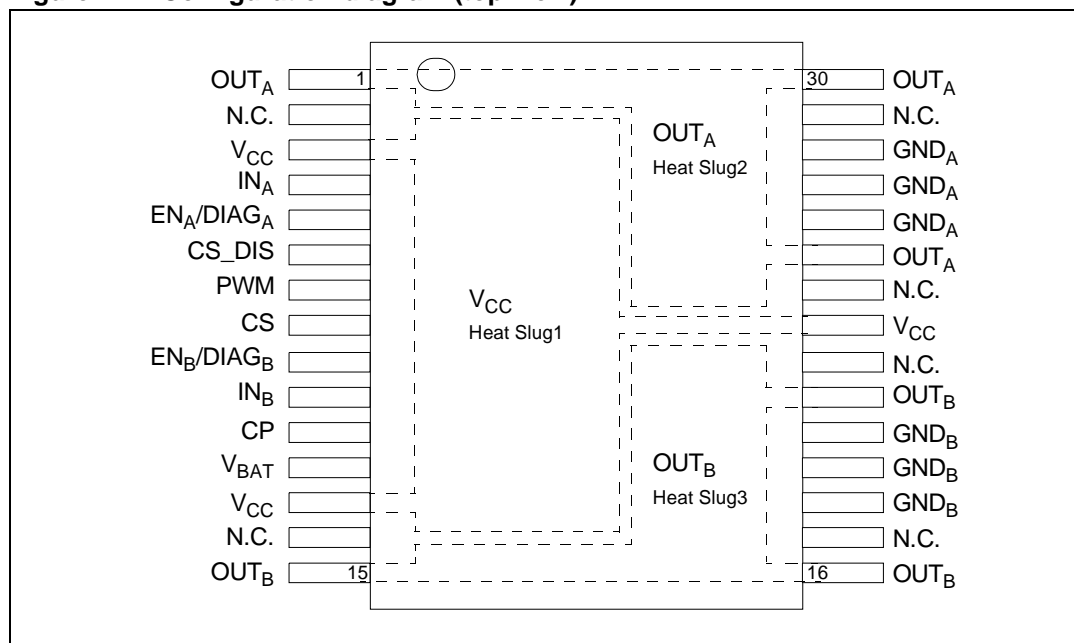 OUTA 1 30 OUTA
N.C. N.C.
VCC GNDA
INA GNDA
ENA/DIAGA GNDA
CS_DIS OUTA
PWM N.C.
CS VCC
ENB/DIAGB N.C.
INB OUTB
CP GNDB
VBAT GNDB
VCC GNDB
N.C. N.C.
OUTB 15 16 OUTB
OUTA
Heat Slug2
VCC
Heat Slug1
OUTB
Heat Slug3